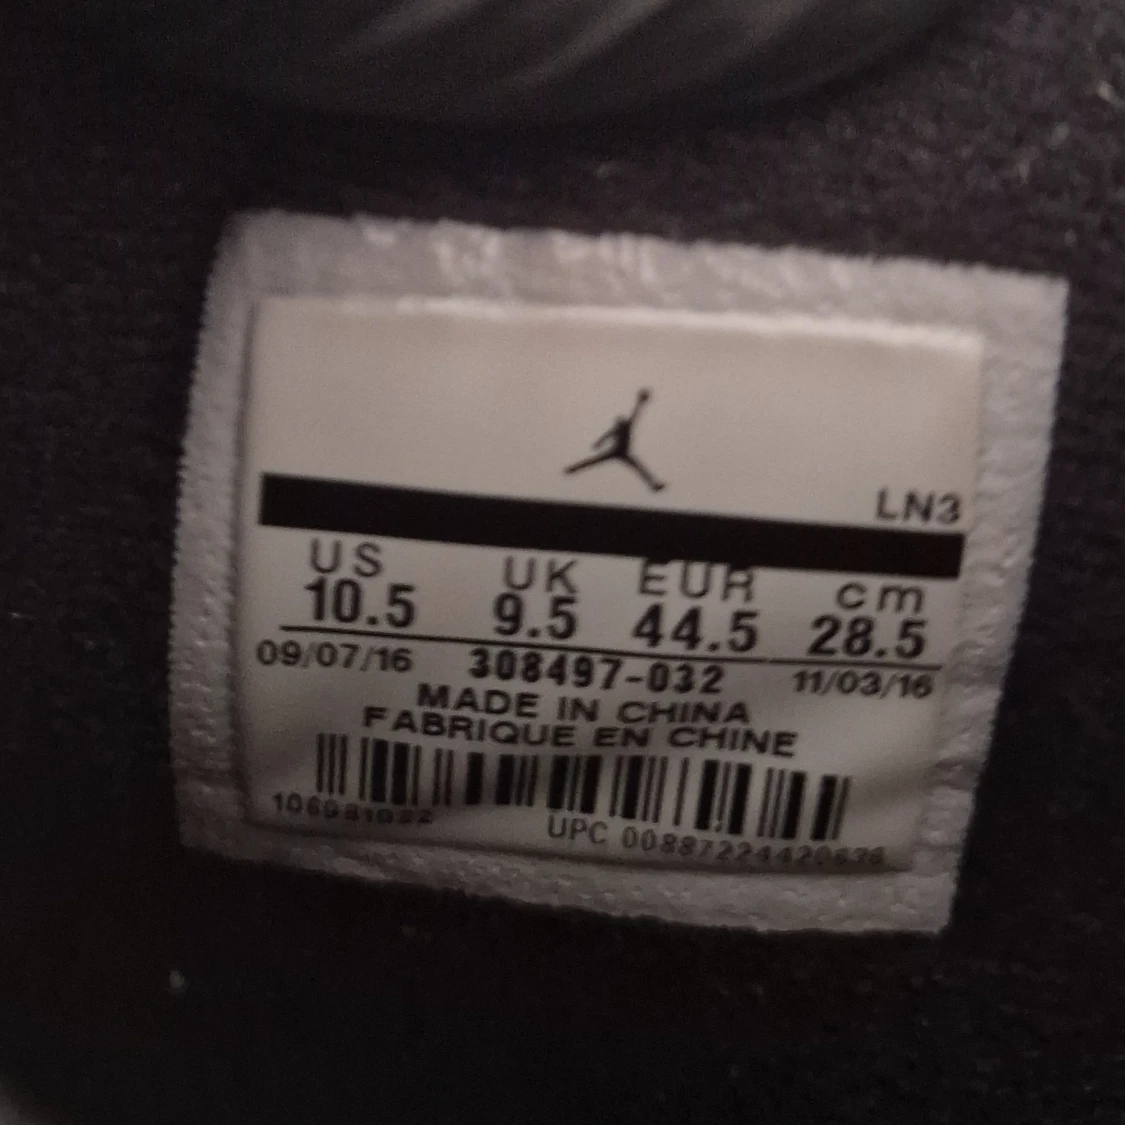 LN3
US UK EUR cm
10.5 9.5 44.5 28.5
09/07/16 308497-032 11/03/16
MADE IN CHINA
FABRIQUE EN CHINE
UPC